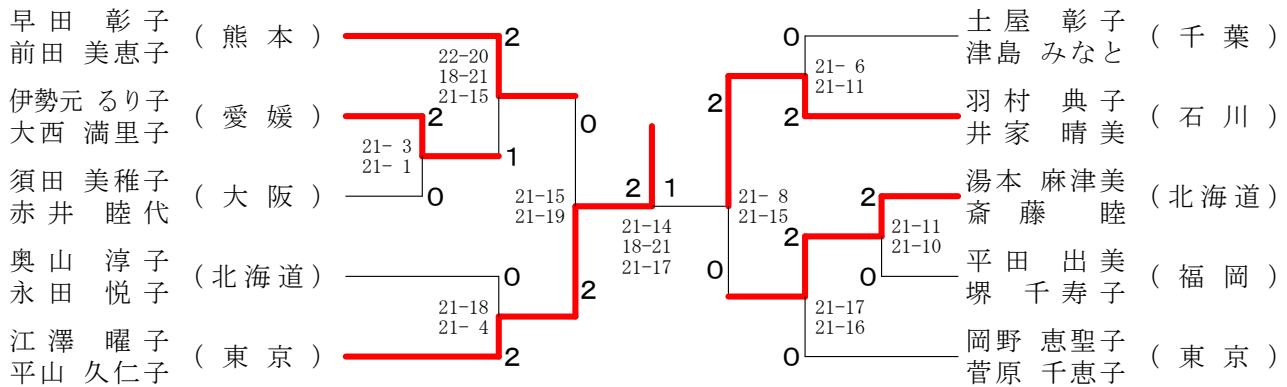 早田 彰子
前田 美恵子
(熊本)
伊勢元 るり子
大西 満里子
(愛媛)
須田 美稚子
赤井 睦代
(大阪)
奥山 淳子
永田 悦子
(北海道)
江澤 曜子
平山 久仁子
(東京)
2
22-20
18-21
21-15
2
21- 3
21- 1
0
1
0
21-15
21-19
0
21-18
21- 4
2
2
2
1
21-14
18-21
21-17
0
21- 6
21-11
2
2
21- 8
21-15
0
2
21-11
21-10
2
0
21-17
21-16
0
土屋 彰子
津島 みなと
(千葉)
羽村 典子
井家 晴美
(石川)
湯本 麻津美
斎藤 睦
(北海道)
平田 出美
堺 千寿子
(福岡)
岡野 恵聖子
菅原 千恵子
(東京)